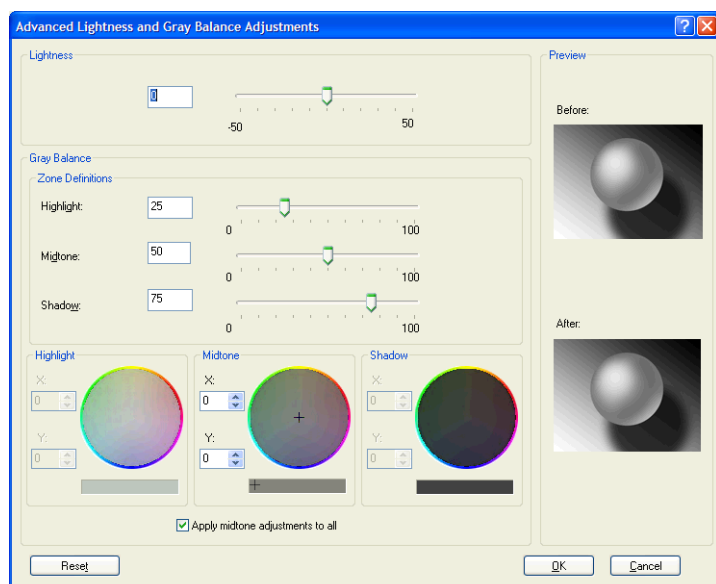 Advanced Lightness and Gray Balance Adjustments
Lightness
0
-50 50
Gray Balance
Zone Definitions
Highlight: 25
0 100
Midtone: 50
0 100
Shadow: 75
0 100
Highlight
X:
0
Y:
0
Midtone
X:
0
Y:
0
Shadow
X:
0
Y:
0
Apply midtone adjustments to all
Preview
Before:
After:
Reset
OK Cancel